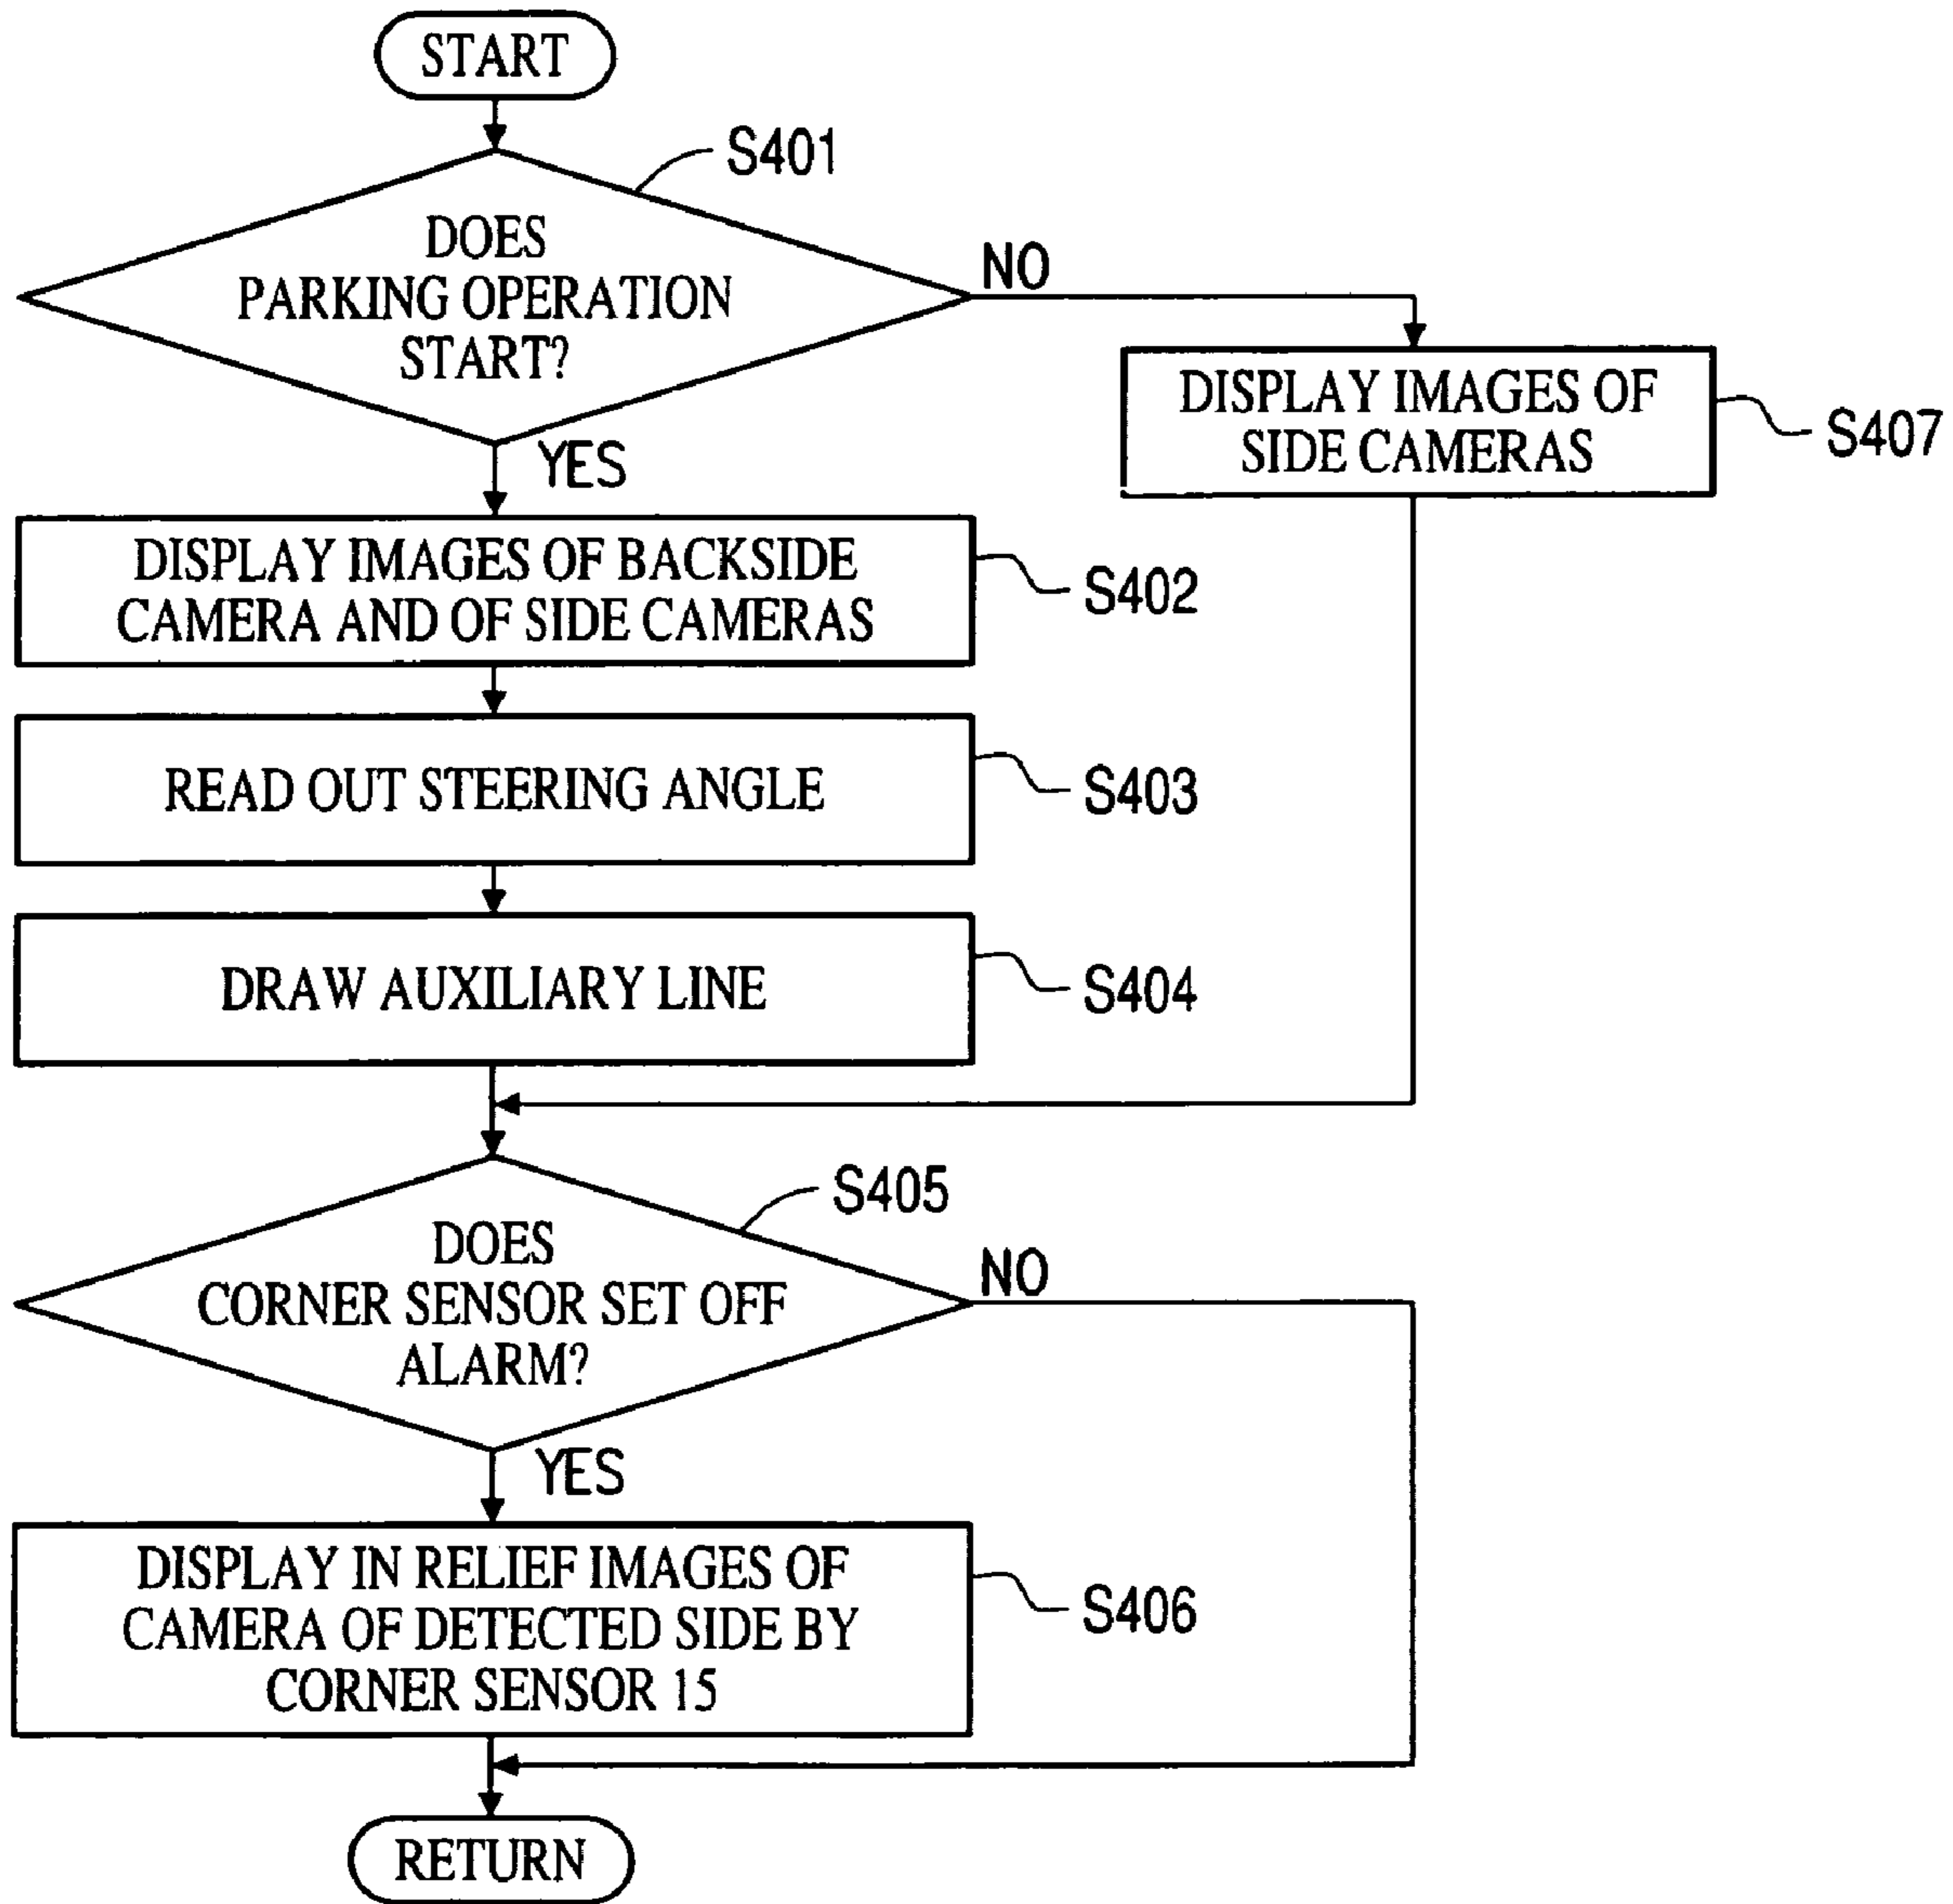 START
S401
DOES
PARKING OPERATION
START?
NO
YES
DISPLAY IMAGES OF
SIDE CAMERAS
S407
DISPLAY IMAGES OF BACKSIDE
CAMERA AND OF SIDE CAMERAS
S402
READ OUT STEERING ANGLE
S403
DRAW AUXILIARY LINE
S404
S405
DOES
CORNER SENSOR SET OFF
ALARM?
NO
YES
DISPLAY IN RELIEF IMAGES OF
CAMERA OF DETECTED SIDE BY
CORNER SENSOR 15
S406
RETURN